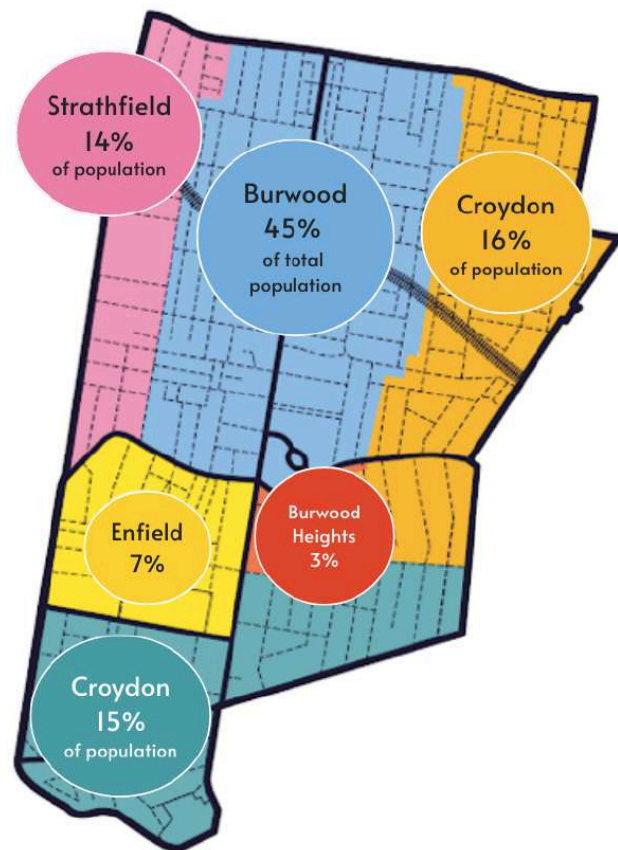 Strathfield
14%
of population
Burwood
45%
of total
population
Croydon
16%
of population
Enfield
7%
Burwood
Heights
3%
Croydon
15%
of population